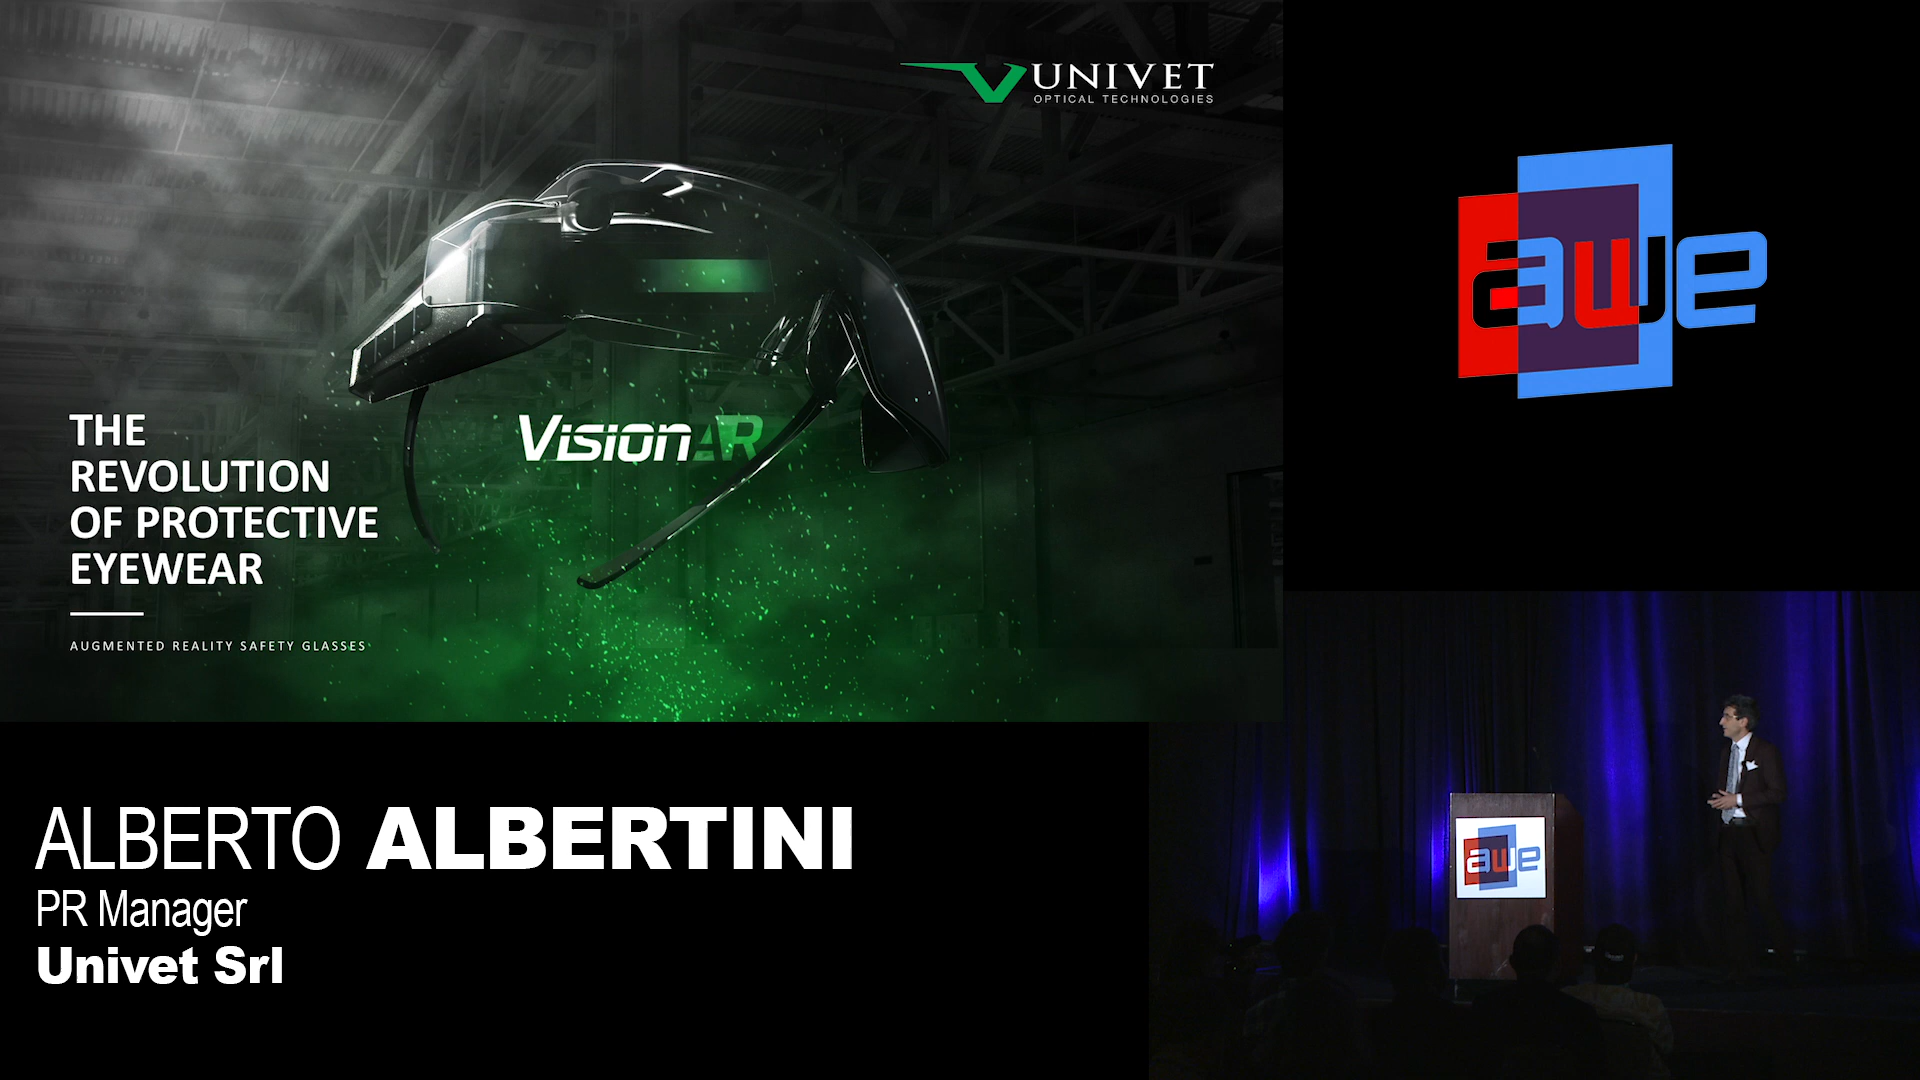 UNIVET
OPTICAL TECHNOLOGIES
awe
VisionAR
THE
REVOLUTION
OF PROTECTIVE
EYEWEAR
AUGMENTED REALITY SAFETY GLASSES
ALBERTO ALBERTINI
PR Manager
Univet Srl
awe